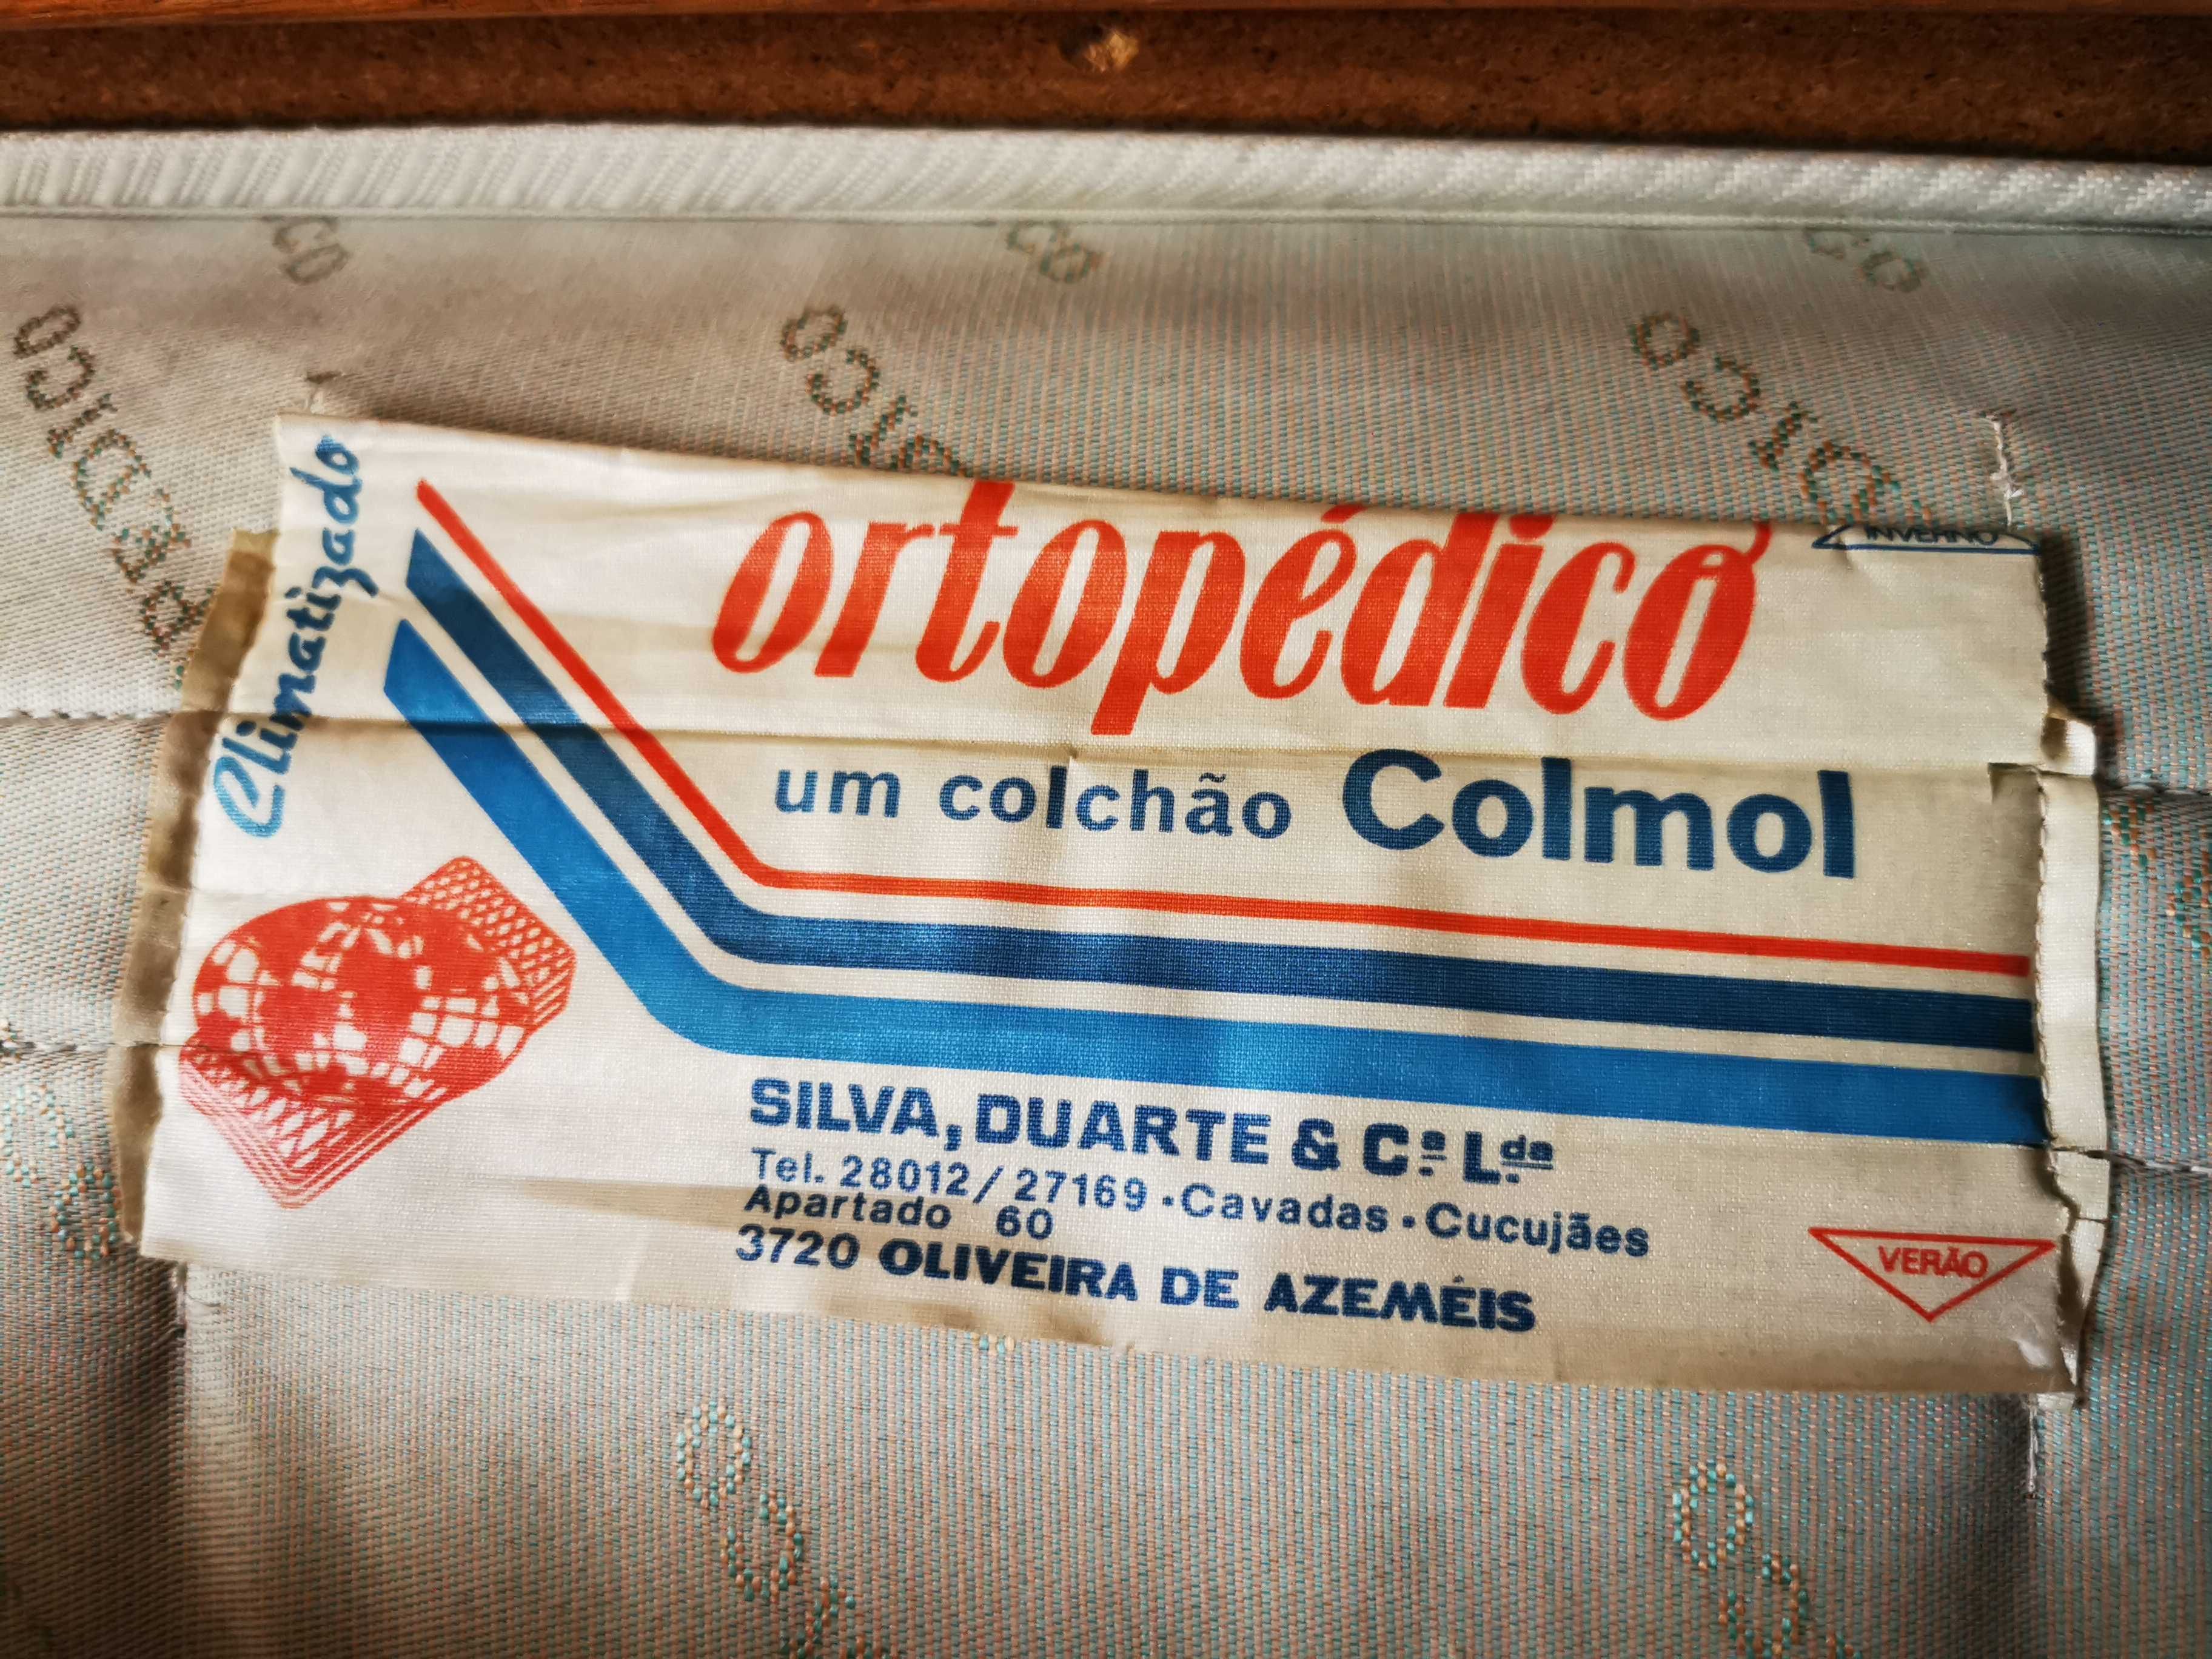 Climatizado
ortopédico
INVERNO
um colchão Colmol
SILVA, DUARTE & Cª Lda
Tel. 28012/27169 • Cavadas • Cucujães
Apartado 60
3720 OLIVEIRA DE AZEMÉIS
VERÃO